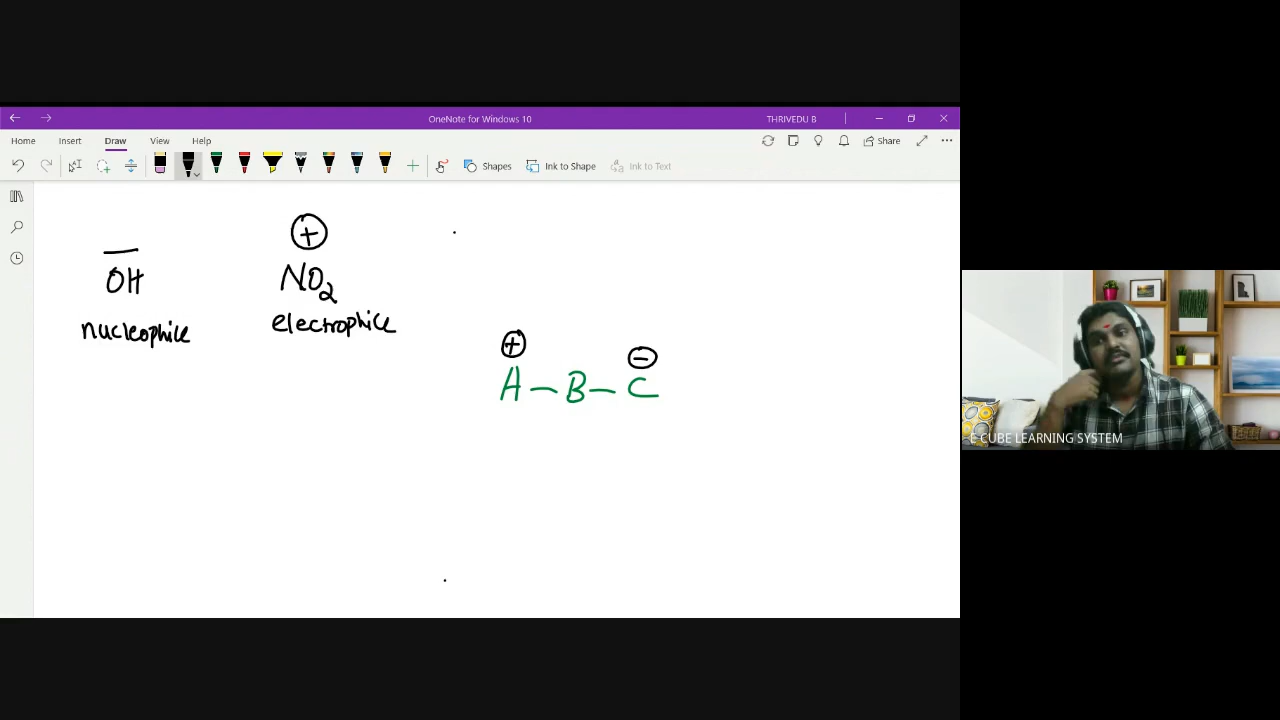 OneNote for Windows 10
THRIVEDU B
Home Insert Draw View Help
Share
Shapes Ink to Shape Ink to Text
⊕
‾
OH NO2
nucleophile electrophile
⊕ ⊖
A — B — C
E CUBE LEARNING SYSTEM